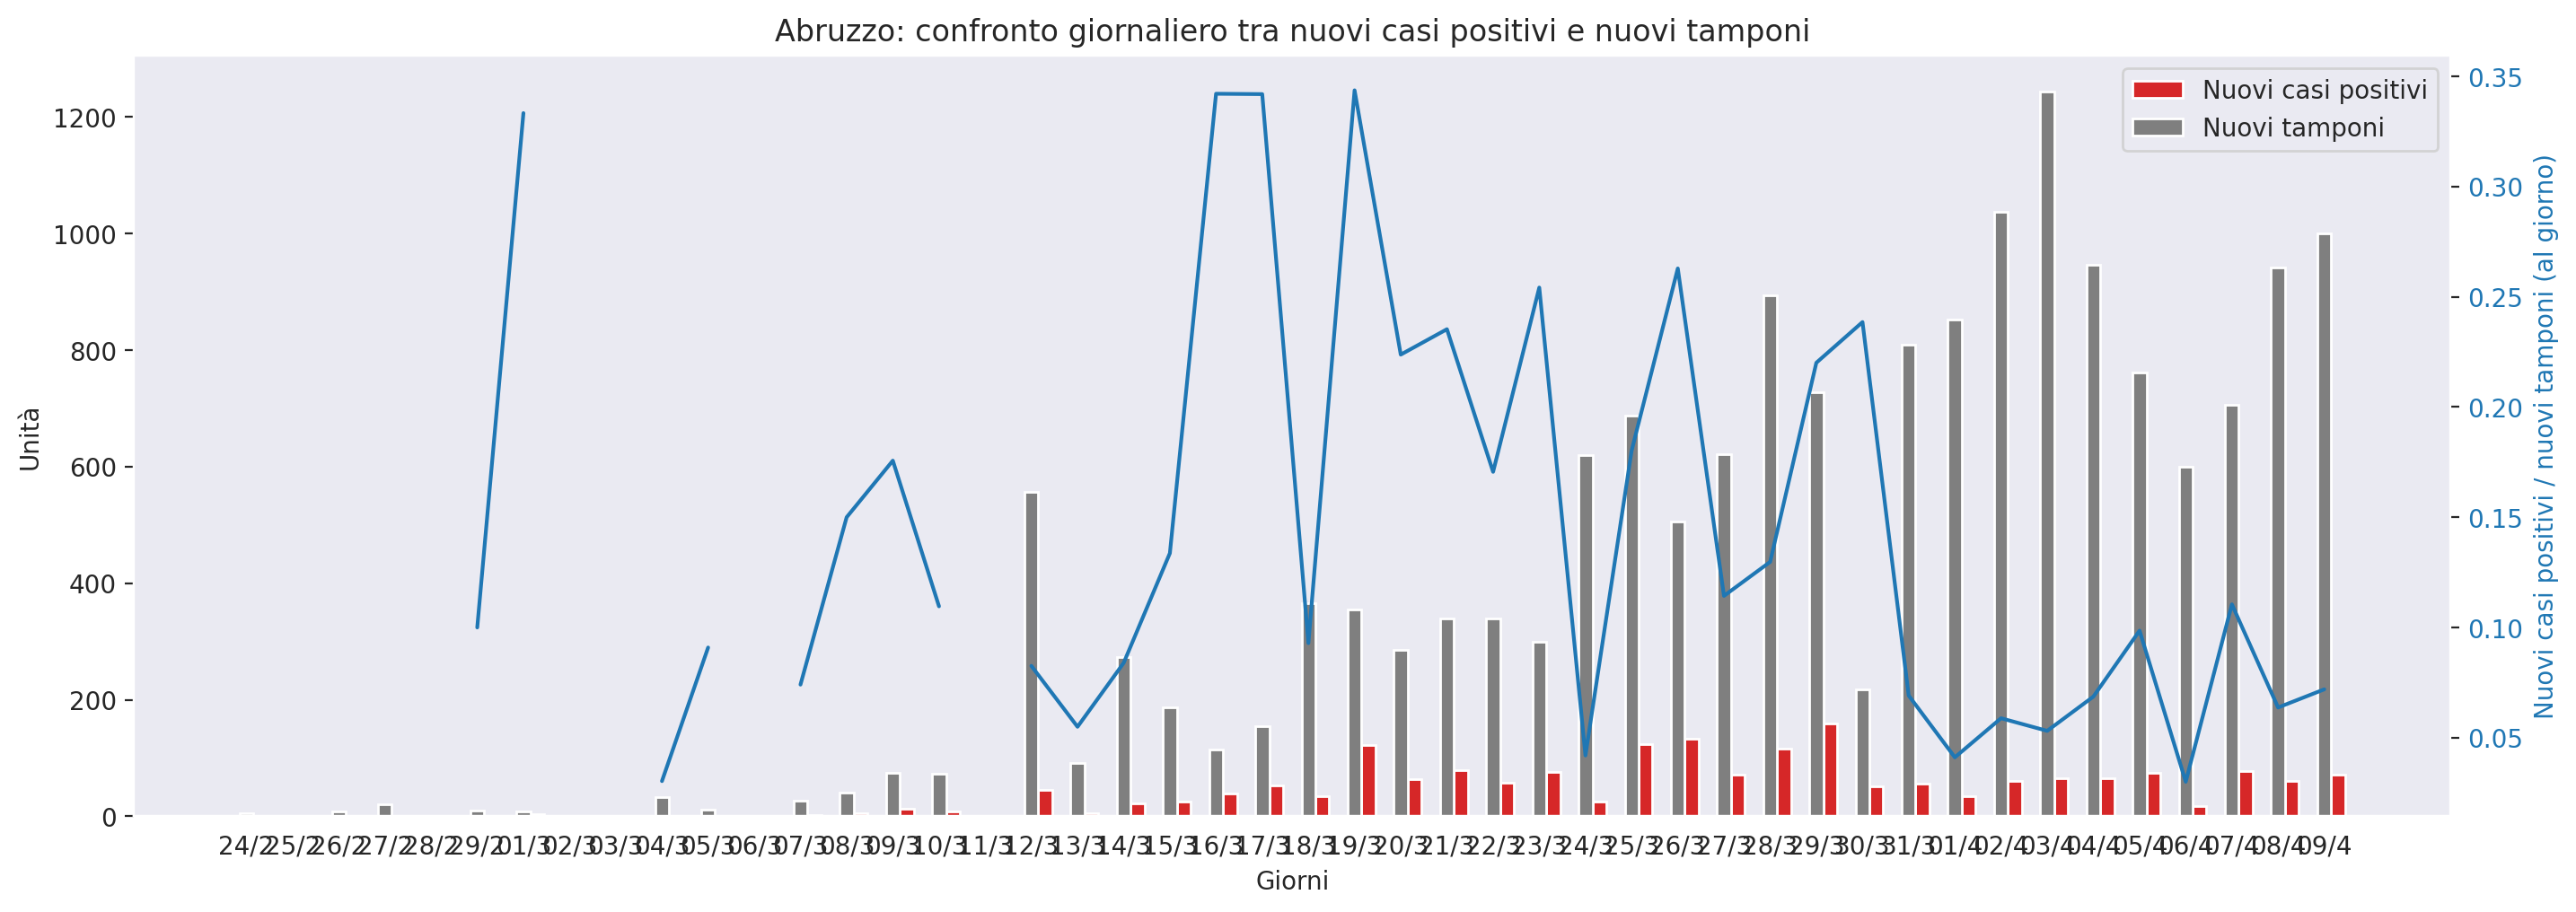 Abruzzo: confronto giornaliero tra nuovi casi positivi e nuovi tamponi
Nuovi casi positivi
Nuovi tamponi
1200
1000
800
600
400
200
0
Unità
0.35
0.30
0.25
0.20
0.15
0.10
0.05
Nuovi casi positivi / nuovi tamponi (al giorno)
24/2 25/2 26/2 27/2 28/2 29/2 01/3 02/3 03/3 04/3 05/3 06/3 07/3 08/3 09/3 10/3 11/3 12/3 13/3 14/3 15/3 16/3 17/3 18/3 19/3 20/3 21/3 22/3 23/3 24/3 25/3 26/3 27/3 28/3 29/3 30/3 31/3 01/4 02/4 03/4 04/4 05/4 06/4 07/4 08/4 09/4
Giorni